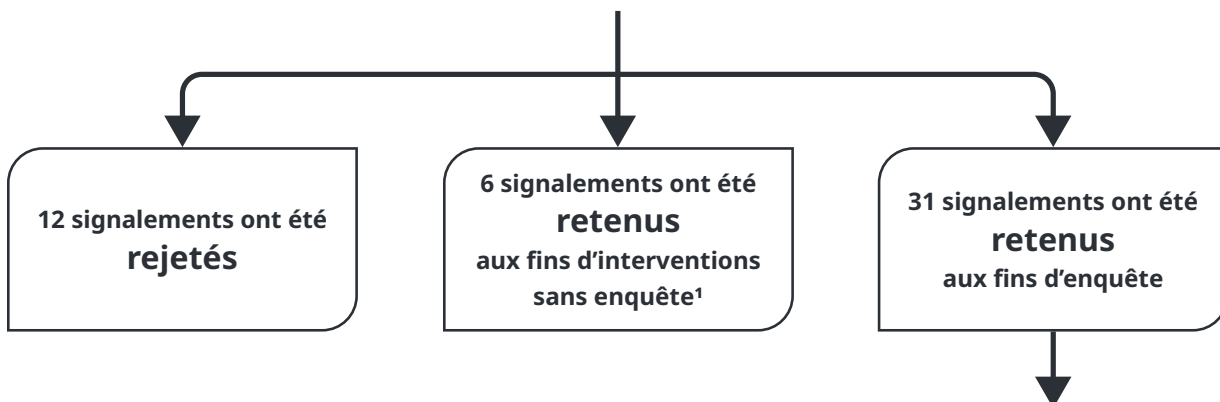 12 signalements ont été
rejetés
6 signalements ont été
retenus
aux fins d’interventions
sans enquête¹
31 signalements ont été
retenus
aux fins d’enquête